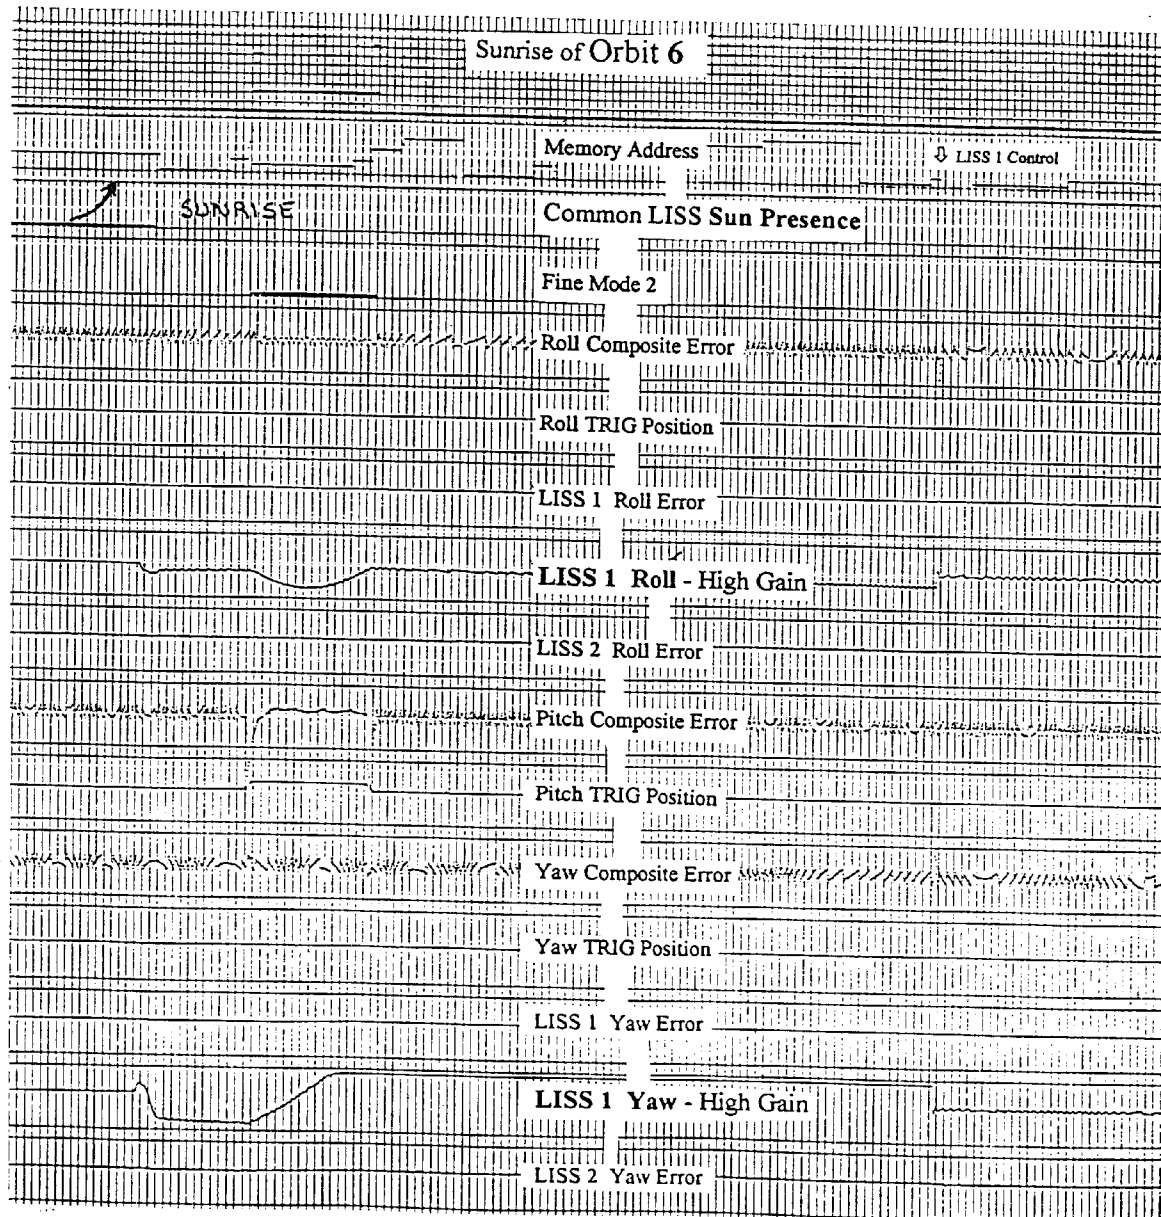 Sunrise of Orbit 6
Memory Address
⇩ LISS 1 Control
SUNRISE
Common LISS Sun Presence
Fine Mode 2
Roll Composite Error
Roll TRIG Position
LISS 1 Roll Error
LISS 1 Roll - High Gain
LISS 2 Roll Error
Pitch Composite Error
Pitch TRIG Position
Yaw Composite Error
Yaw TRIG Position
LISS 1 Yaw Error
LISS 1 Yaw - High Gain
LISS 2 Yaw Error